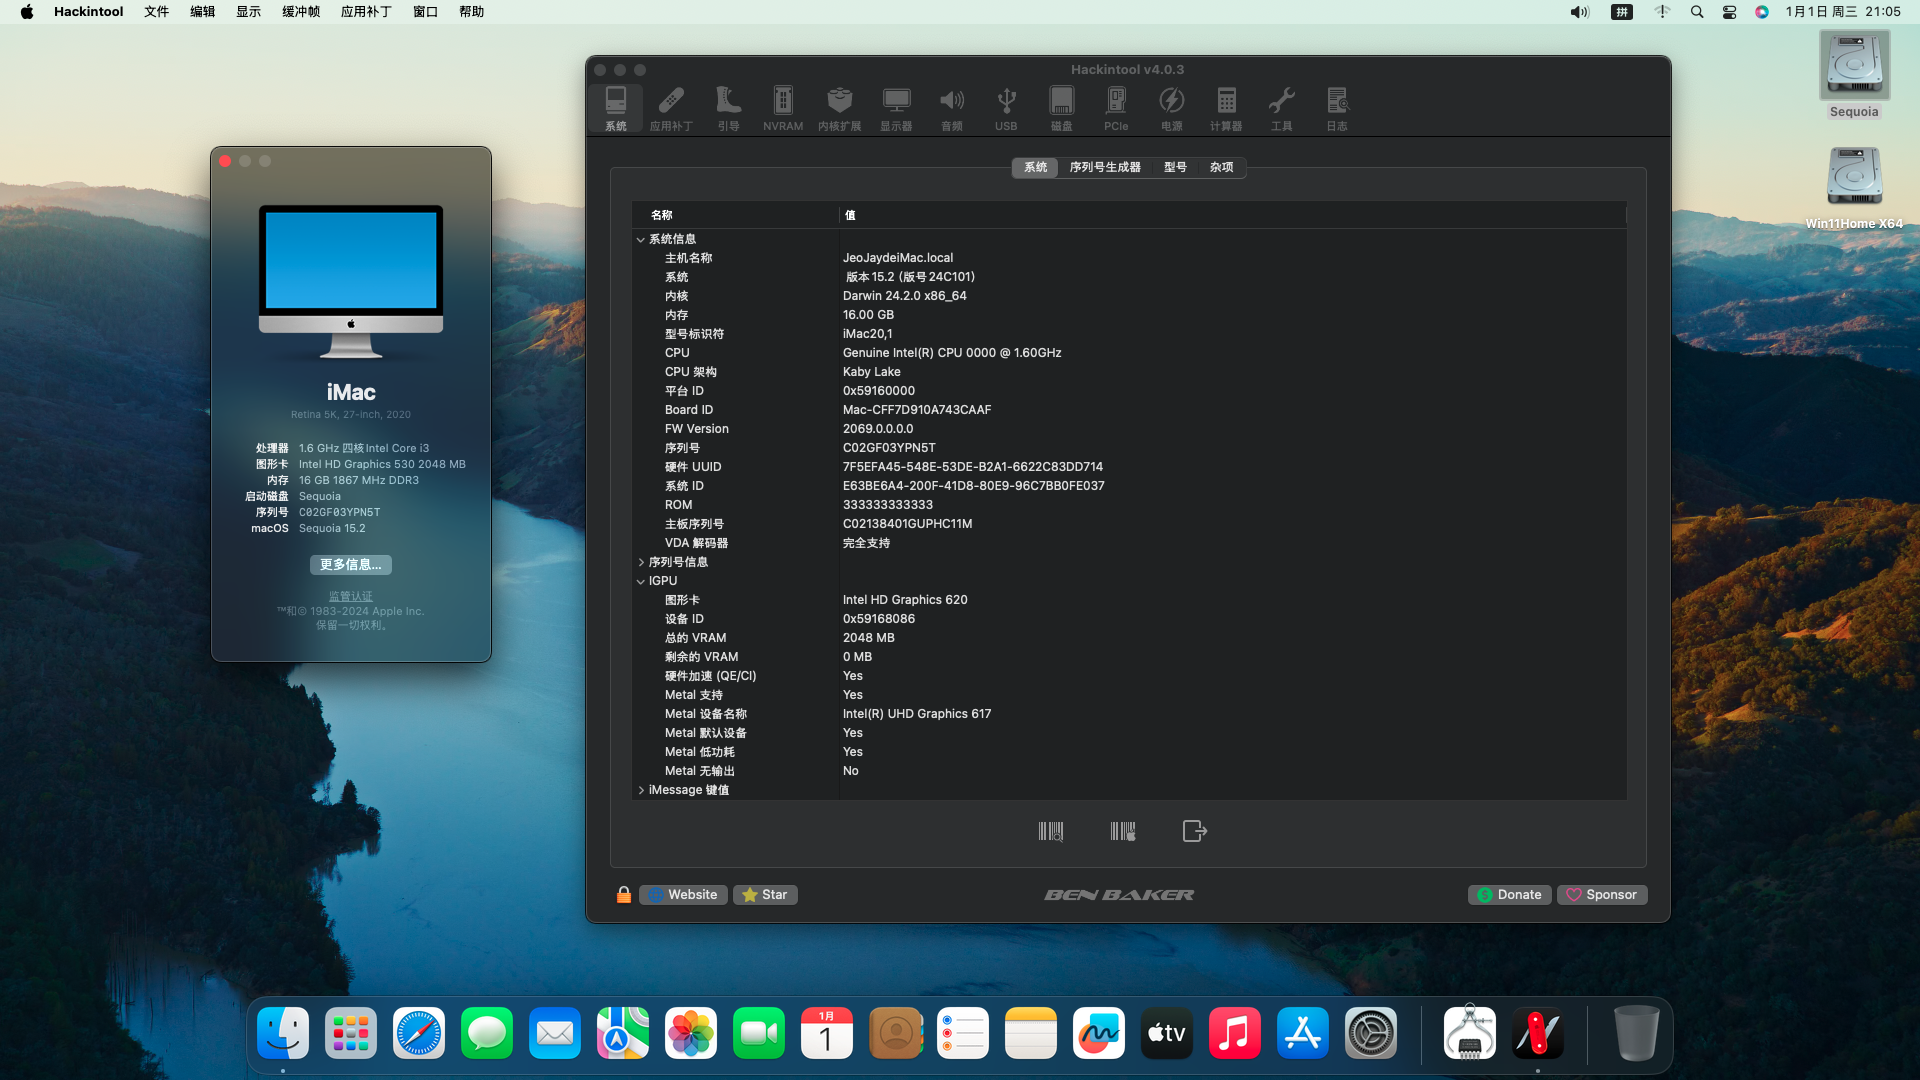 Hackintool 文件 编辑 显示 缓冲帧 应用补丁 窗口 帮助
拼 1月1日 周三 21:05
Sequoia
Win11Home X64
iMac
Retina 5K, 27-inch, 2020
处理器 1.6 GHz 四核Intel Core i3
图形卡 Intel HD Graphics 530 2048 MB
内存 16 GB 1867 MHz DDR3
启动磁盘 Sequoia
序列号 C02GF03YPN5T
macOS Sequoia 15.2
更多信息...
监管认证
™和© 1983-2024 Apple Inc.
保留一切权利。
Hackintool v4.0.3
系统 应用补丁 引导 NVRAM 内核扩展 显示器 音频 USB 磁盘 PCIe 电源 计算器 工具 日志
系统 序列号生成器 型号 杂项
名称 值
系统信息
主机名称 JeoJaydeiMac.local
系统 版本 15.2 (版号 24C101)
内核 Darwin 24.2.0 x86_64
内存 16.00 GB
型号标识符 iMac20,1
CPU Genuine Intel(R) CPU 0000 @ 1.60GHz
CPU 架构 Kaby Lake
平台 ID 0x59160000
Board ID Mac-CFF7D910A743CAAF
FW Version 2069.0.0.0.0
序列号 C02GF03YPN5T
硬件 UUID 7F5EFA45-548E-53DE-B2A1-6622C83DD714
系统 ID E63BE6A4-200F-41D8-80E9-96C7BB0FE037
ROM 333333333333
主板序列号 C02138401GUPHC11M
VDA 解码器 完全支持
序列号信息
IGPU
图形卡 Intel HD Graphics 620
设备 ID 0x59168086
总的 VRAM 2048 MB
剩余的 VRAM 0 MB
硬件加速 (QE/CI) Yes
Metal 支持 Yes
Metal 设备名称 Intel(R) UHD Graphics 617
Metal 默认设备 Yes
Metal 低功耗 Yes
Metal 无输出 No
iMessage 键值
Website Star BEN BAKER Donate Sponsor
1月
1
tv